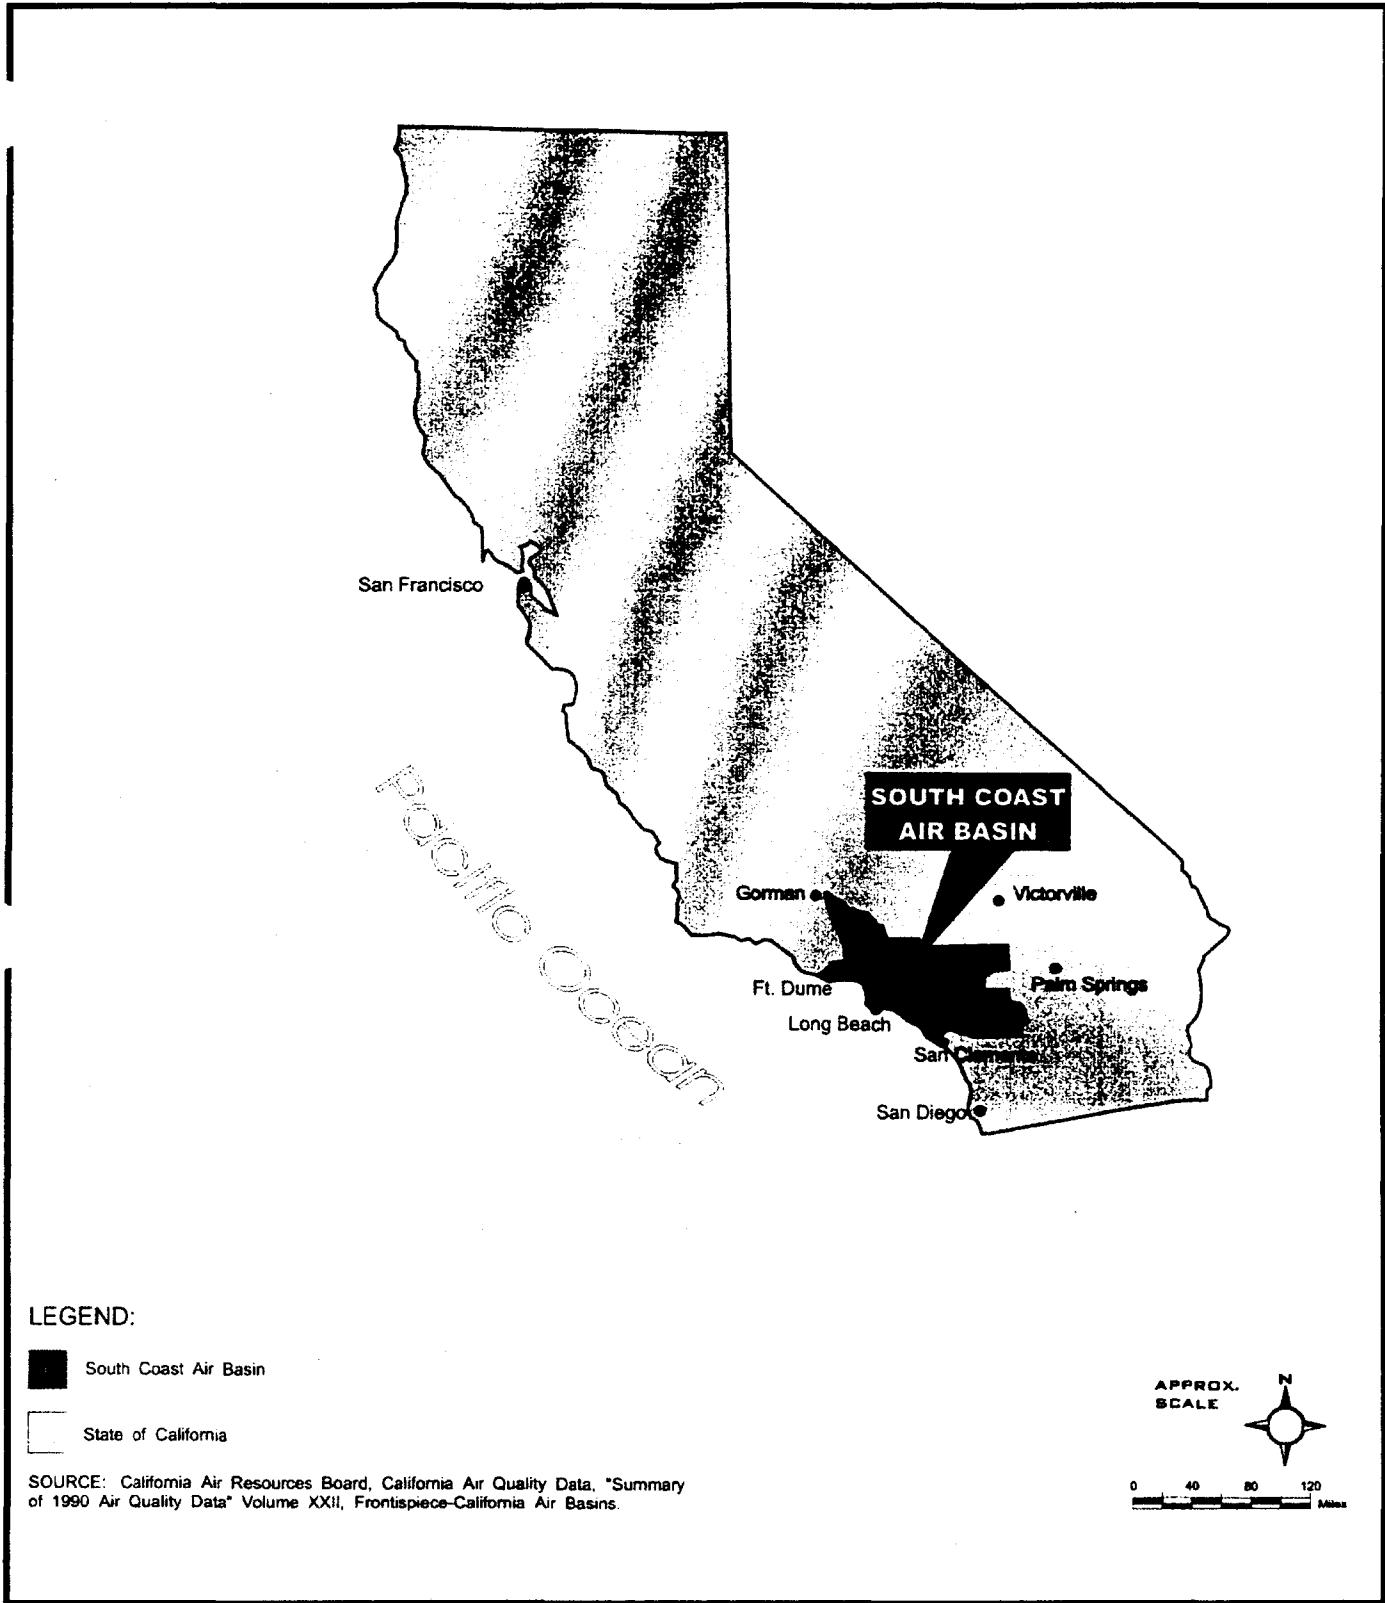 San Francisco
Pacific Ocean
SOUTH COAST
AIR BASIN
Gorman
Victorville
Ft. Dume
Palm Springs
Long Beach
San Clemente
San Diego
LEGEND:
South Coast Air Basin
State of California
SOURCE: California Air Resources Board, California Air Quality Data, "Summary
of 1990 Air Quality Data" Volume XXII, Frontispiece-California Air Basins.
APPROX.
SCALE
N
0 40 80 120
Miles